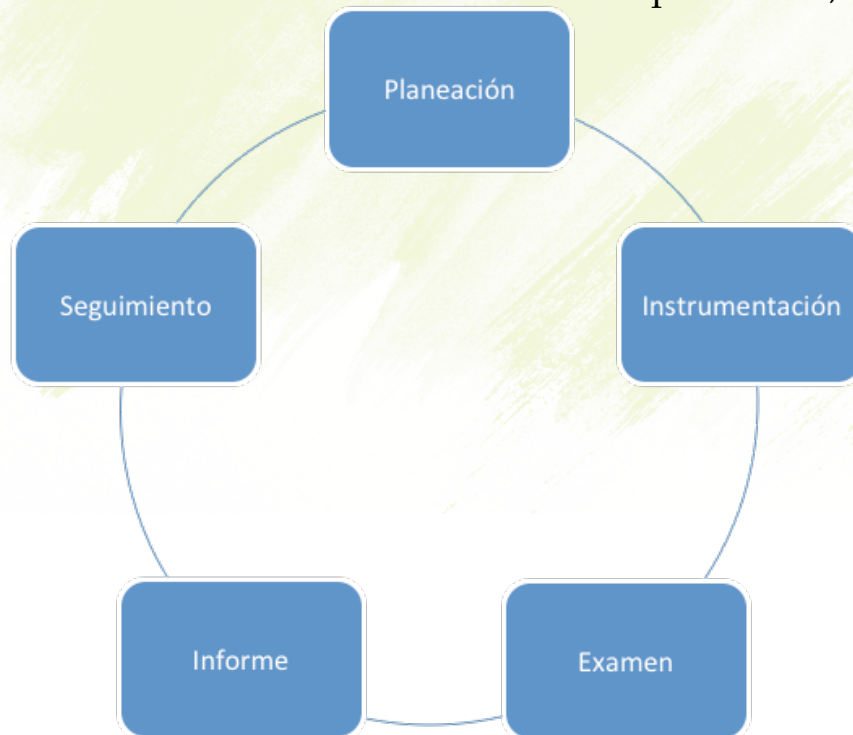 Planeación
Instrumentación
Examen
Informe
Seguimiento